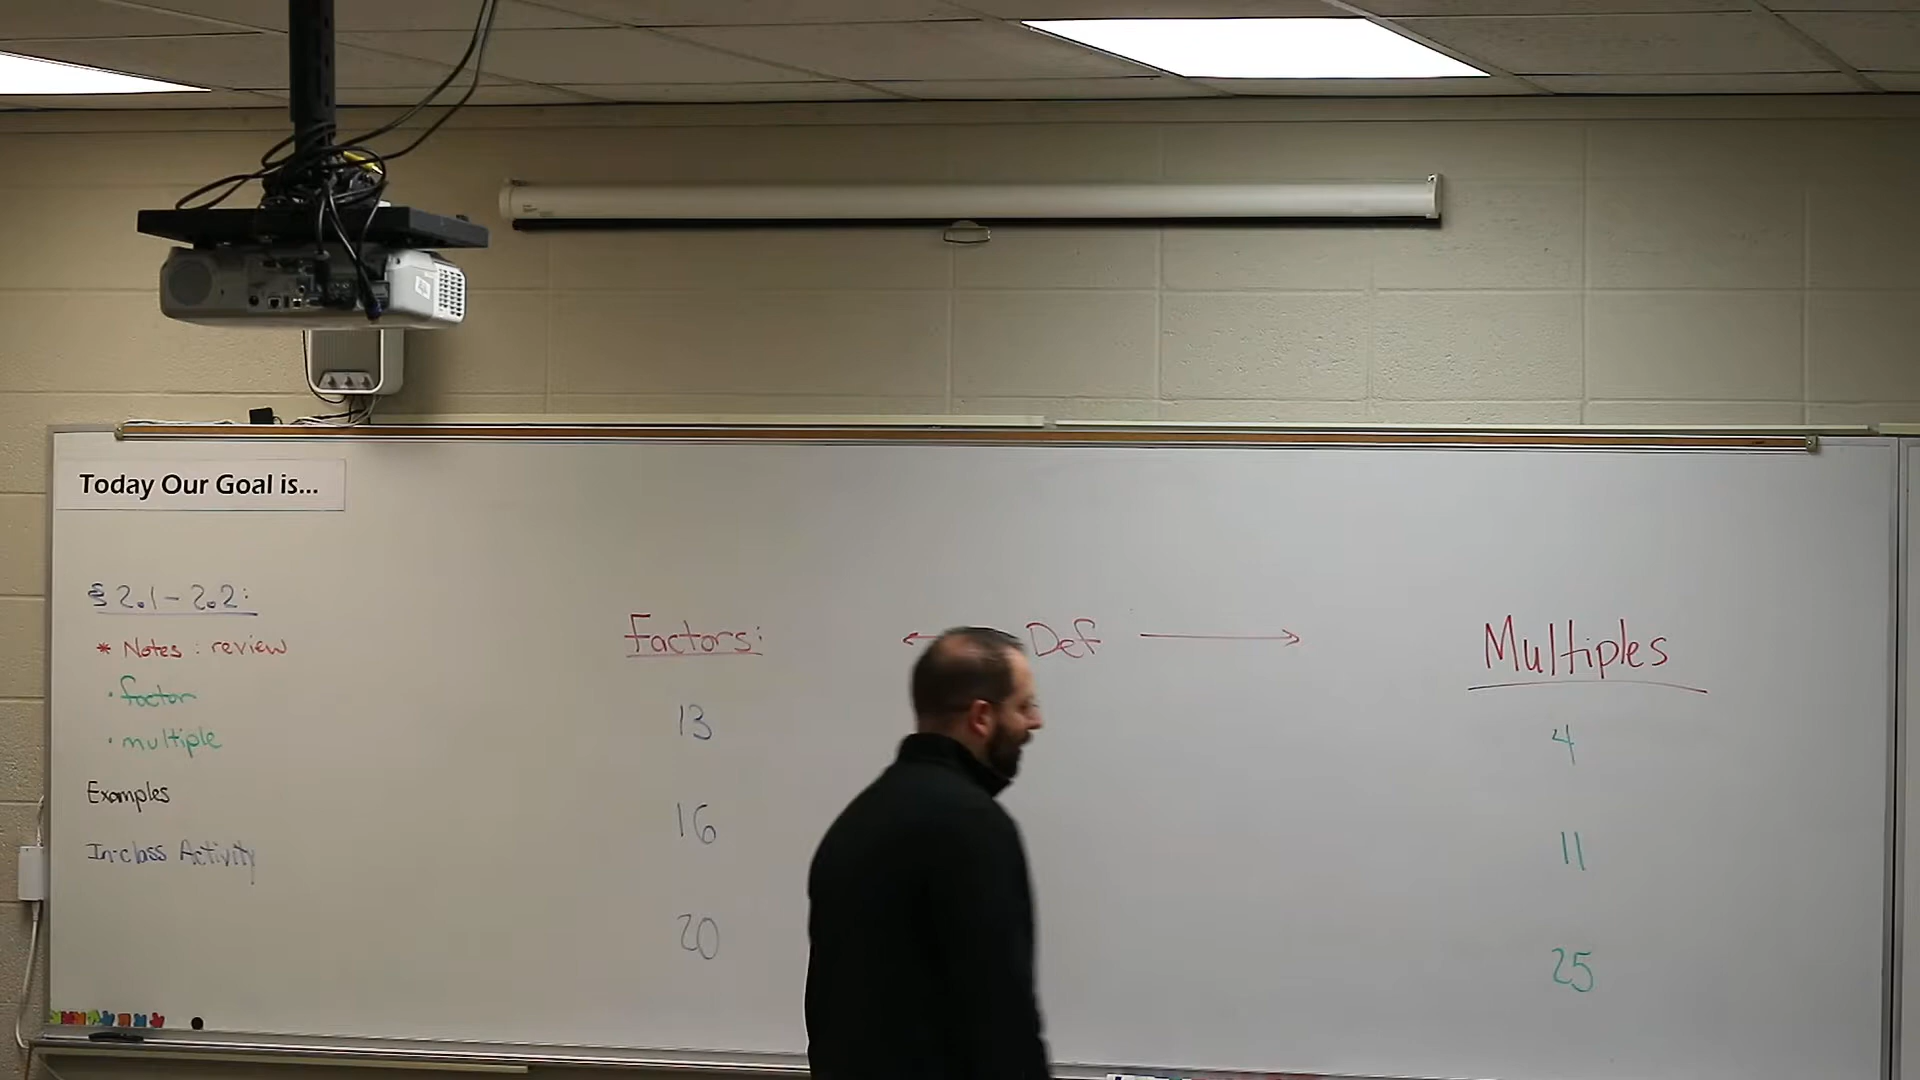 Today Our Goal is...
§ 2.1 - 2.2:
* Notes : review
• factor
• multiple
Examples
In-class Activity
Factors:
13
16
20
Def
Multiples
4
11
25